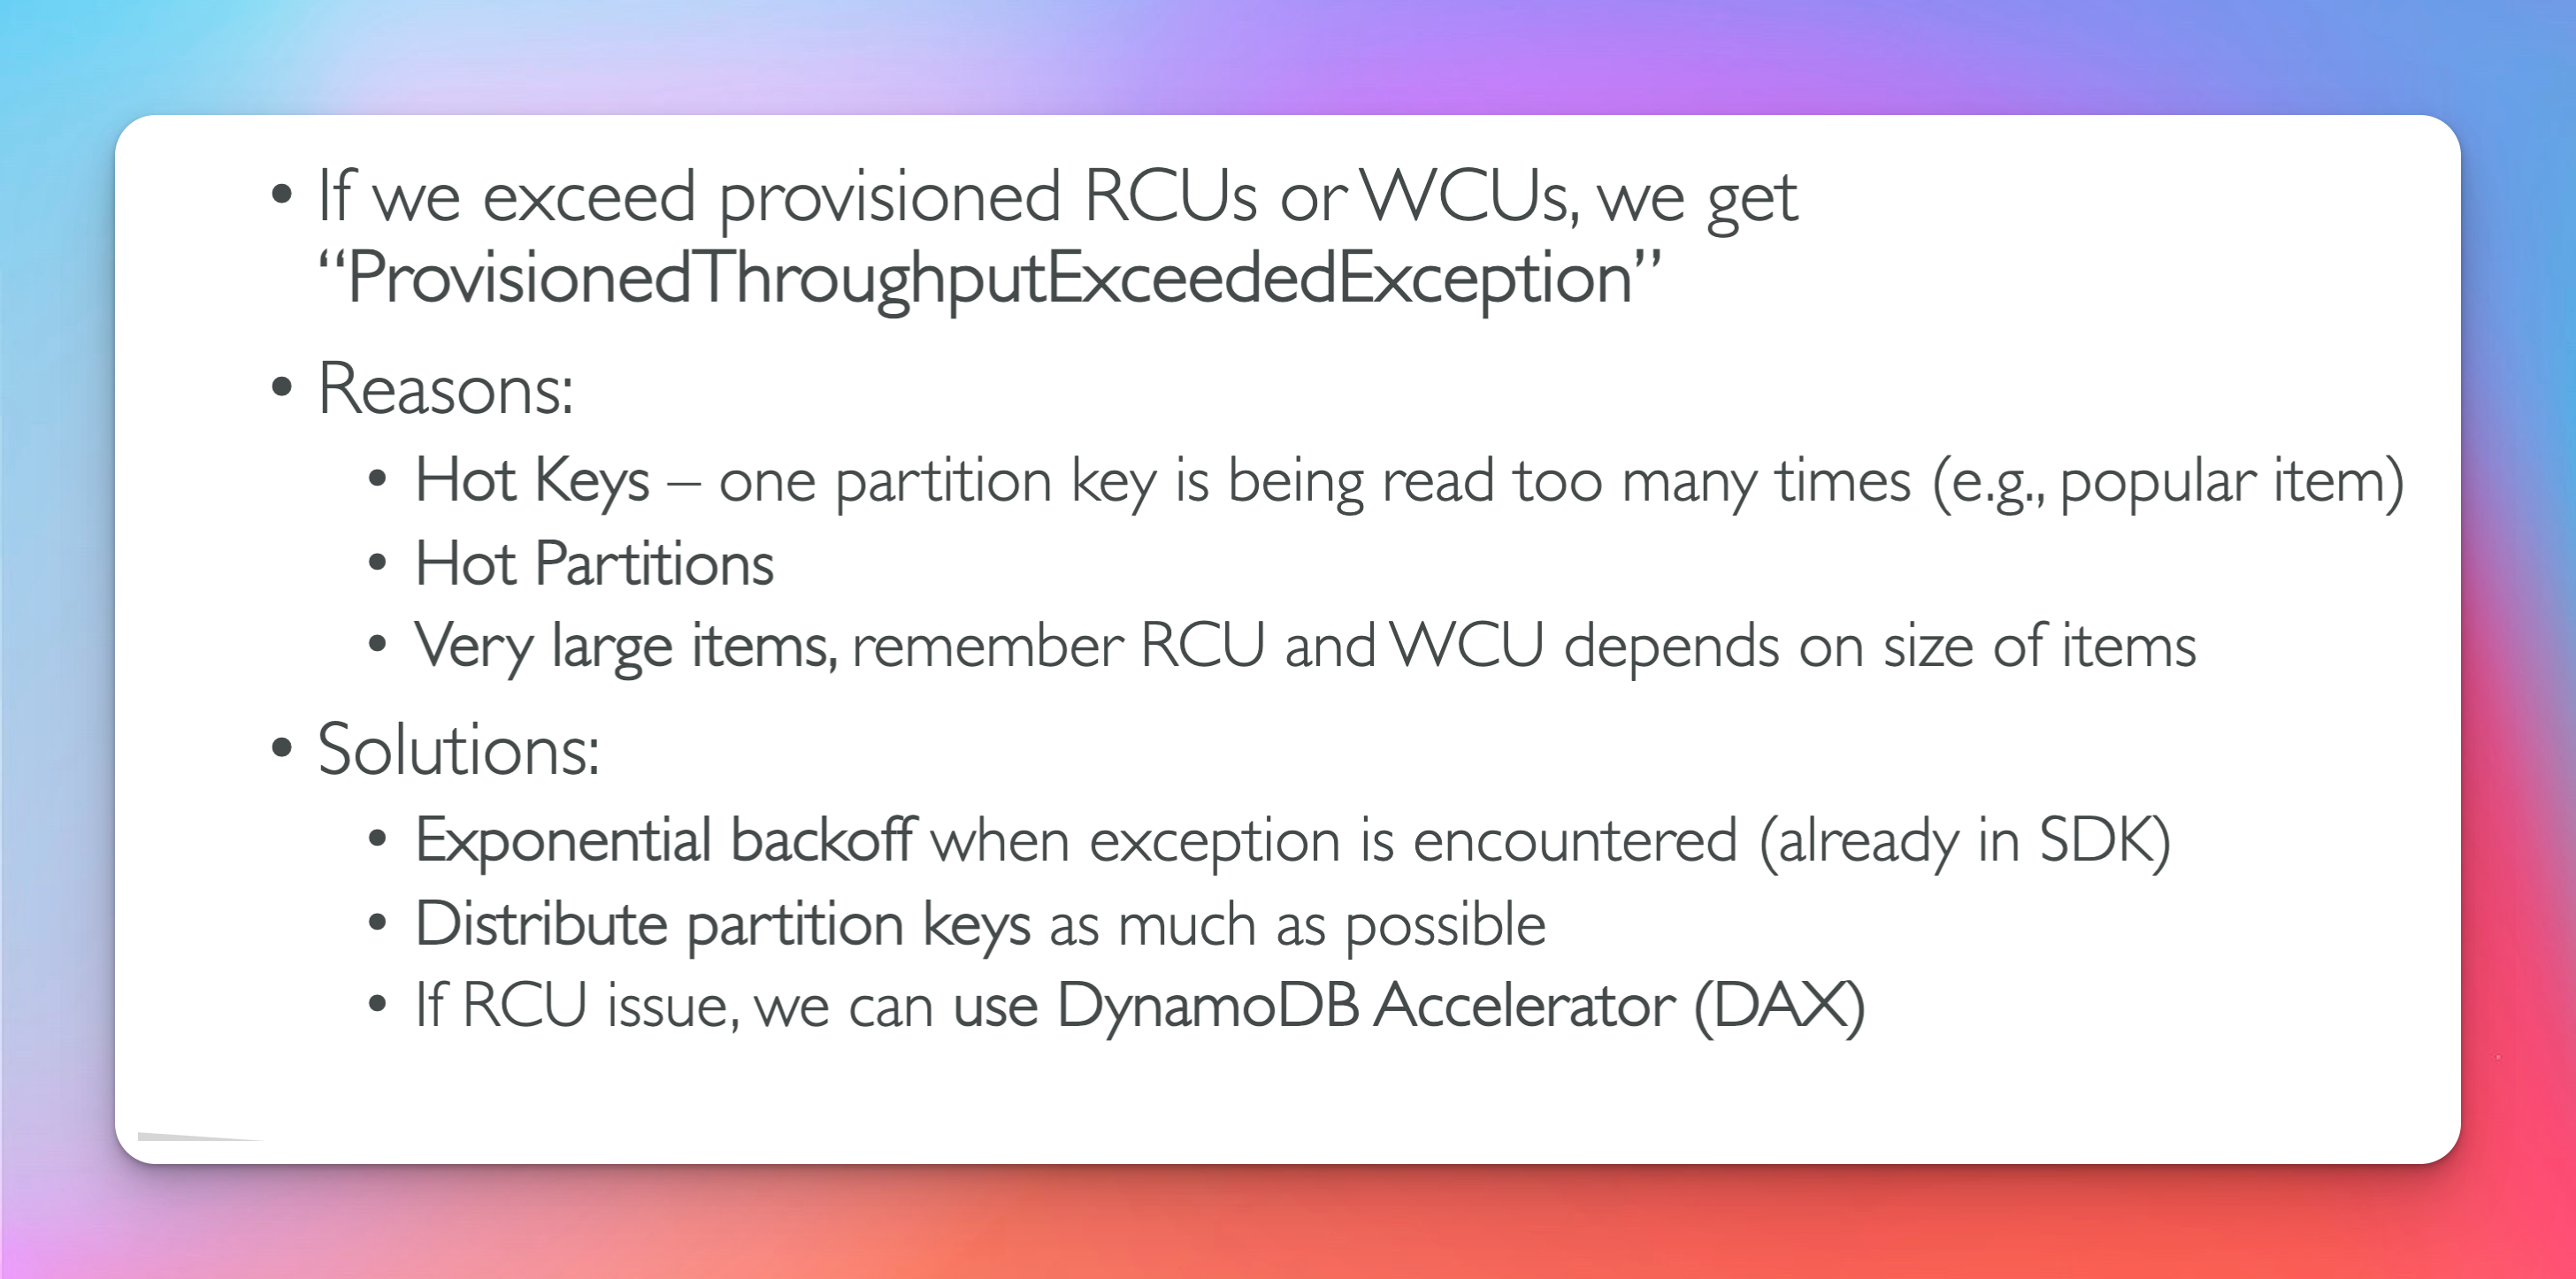 • If we exceed provisioned RCUs or WCUs, we get
“ProvisionedThroughputExceededException”
• Reasons:
• Hot Keys – one partition key is being read too many times (e.g., popular item)
• Hot Partitions
• Very large items, remember RCU and WCU depends on size of items
• Solutions:
• Exponential backoff when exception is encountered (already in SDK)
• Distribute partition keys as much as possible
• If RCU issue, we can use DynamoDB Accelerator (DAX)